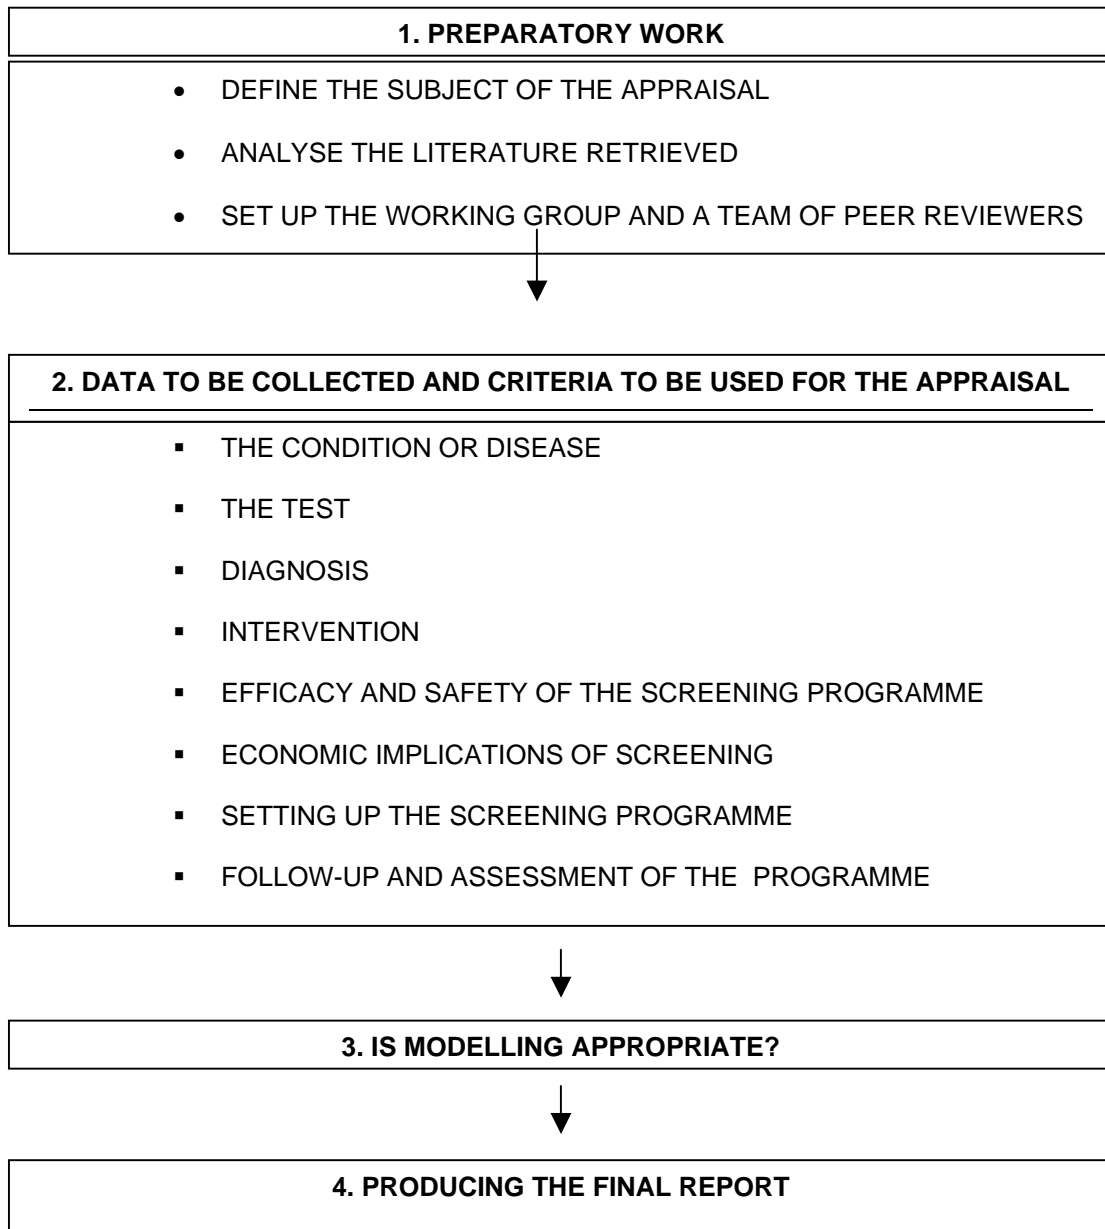 1. PREPARATORY WORK
• DEFINE THE SUBJECT OF THE APPRAISAL
• ANALYSE THE LITERATURE RETRIEVED
• SET UP THE WORKING GROUP AND A TEAM OF PEER REVIEWERS
2. DATA TO BE COLLECTED AND CRITERIA TO BE USED FOR THE APPRAISAL
▪ THE CONDITION OR DISEASE
▪ THE TEST
▪ DIAGNOSIS
▪ INTERVENTION
▪ EFFICACY AND SAFETY OF THE SCREENING PROGRAMME
▪ ECONOMIC IMPLICATIONS OF SCREENING
▪ SETTING UP THE SCREENING PROGRAMME
▪ FOLLOW-UP AND ASSESSMENT OF THE PROGRAMME
3. IS MODELLING APPROPRIATE?
4. PRODUCING THE FINAL REPORT